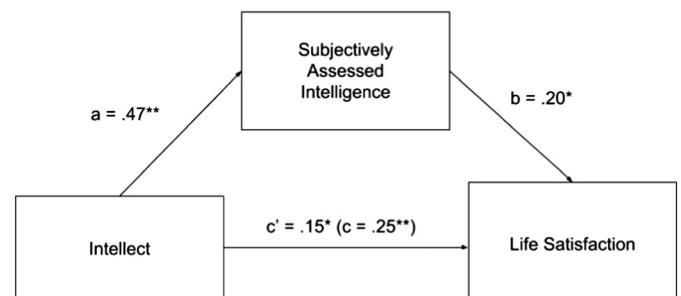 Subjectively
Assessed
Intelligence
a = .47**
b = .20*
c' = .15* (c = .25**)
Intellect
Life Satisfaction